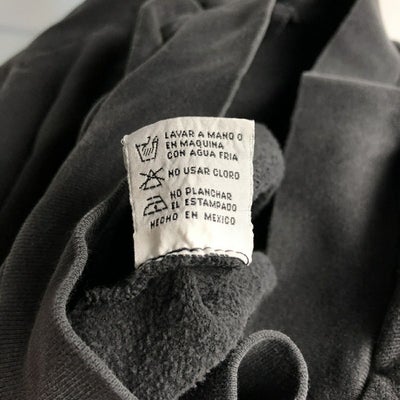 LAVAR A MANO O
EN MAQUINA
CON AGUA FRIA
NO USAR CLORO
NO PLANCHAR
EL ESTAMPADO
HECHO EN MEXICO